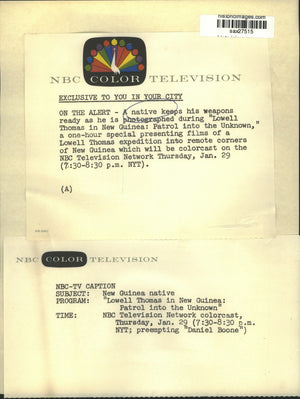 historicimages.com
sax27515
NBC COLOR TELEVISION
EXCLUSIVE TO YOU IN YOUR CITY
ON THE ALERT - A native keeps his weapons
ready as he is photographed during "Lowell
Thomas in New Guinea: Patrol into the Unknown,"
a one-hour special presenting films of a
Lowell Thomas expedition into remote corners
of New Guinea which will be colorcast on the
NBC Television Network Thursday, Jan. 29
(7:30-8:30 p.m. NYT).
(A)
NBC COLOR TELEVISION
NBC-TV CAPTION
SUBJECT: New Guinea native
PROGRAM: "Lowell Thomas in New Guinea:
Patrol into the Unknown"
TIME: NBC Television Network colorcast,
Thursday, Jan. 29 (7:30-8:30 p.m.
NYT; preempting "Daniel Boone")